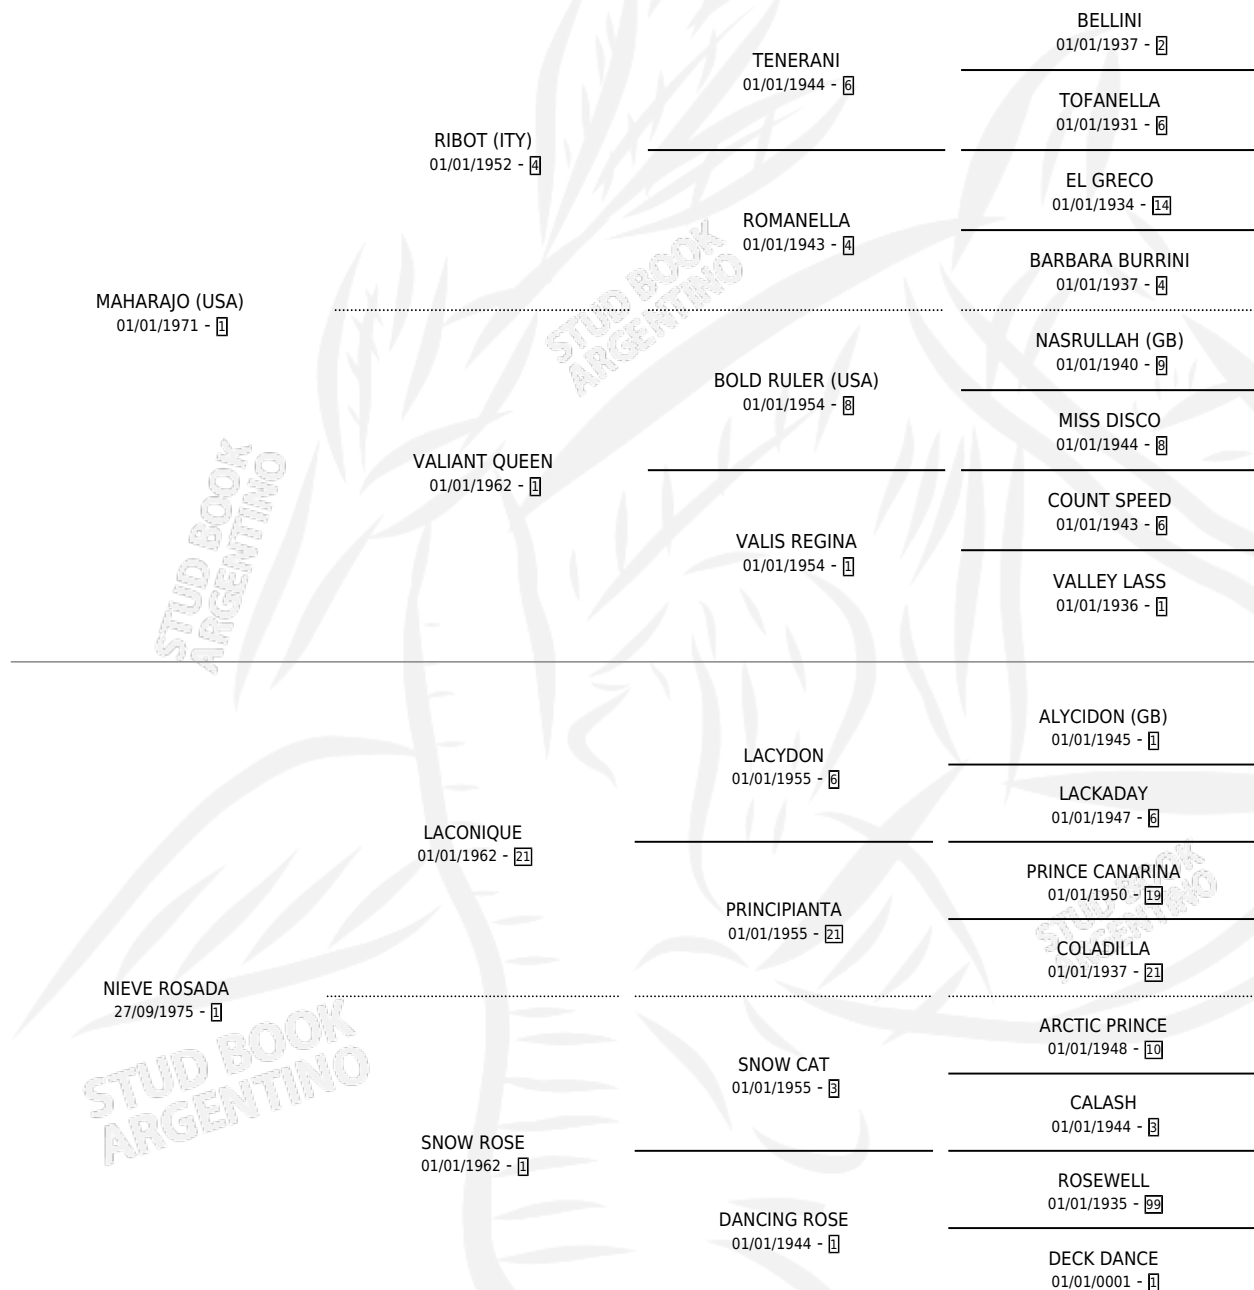 BELLINI
01/01/1937 - 2
TENERANI
01/01/1944 - 6
TOFANELLA
01/01/1931 - 6
RIBOT (ITY)
01/01/1952 - 4
EL GRECO
01/01/1934 - 14
ROMANELLA
01/01/1943 - 4
BARBARA BURRINI
01/01/1937 - 4
MAHARAJO (USA)
01/01/1971 - 1
STUD BOOK
ARGENTINO
NASRULLAH (GB)
01/01/1940 - 9
BOLD RULER (USA)
01/01/1954 - 8
MISS DISCO
01/01/1944 - 8
VALIANT QUEEN
01/01/1962 - 1
COUNT SPEED
01/01/1943 - 6
VALIS REGINA
01/01/1954 - 1
VALLEY LASS
01/01/1936 - 1
STUD BOOK
ARGENTINO
ALYCIDON (GB)
01/01/1945 - 1
LACYDON
01/01/1955 - 6
LACKADAY
01/01/1947 - 6
LACONIQUE
01/01/1962 - 21
PRINCE CANARINA
01/01/1950 - 19
PRINCIPIANTA
01/01/1955 - 21
COLADILLA
01/01/1937 - 21
STUD BOOK
ARGENTINO
NIEVE ROSADA
27/09/1975 - 1
STUD BOOK
ARGENTINO
ARCTIC PRINCE
01/01/1948 - 10
SNOW CAT
01/01/1955 - 3
CALASH
01/01/1944 - 3
SNOW ROSE
01/01/1962 - 1
ROSEWELL
01/01/1935 - 99
DANCING ROSE
01/01/1944 - 1
DECK DANCE
01/01/0001 - 1